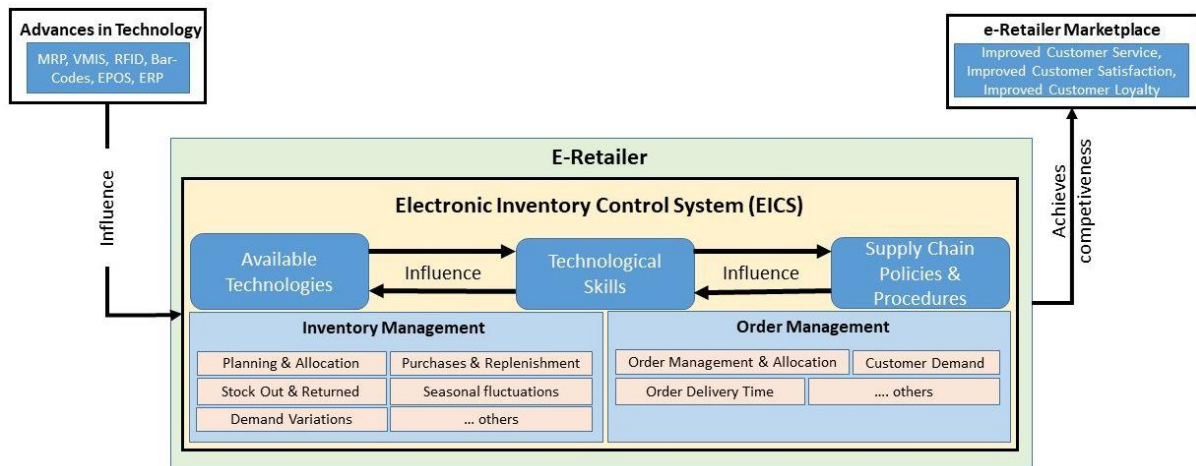 Advances in Technology
MRP, VMIS, RFID, Bar-
Codes, EPOS, ERP
e-Retailer Marketplace
Improved Customer Service,
Improved Customer Satisfaction,
Improved Customer Loyalty
Influence
Achieves
competiveness
E-Retailer
Electronic Inventory Control System (EICS)
Available
Technologies
Influence
Technological
Skills
Influence
Supply Chain
Policies &
Procedures
Inventory Management
Planning & Allocation
Purchases & Replenishment
Stock Out & Returned
Seasonal fluctuations
Demand Variations
... others
Order Management
Order Management & Allocation
Customer Demand
Order Delivery Time
.... others